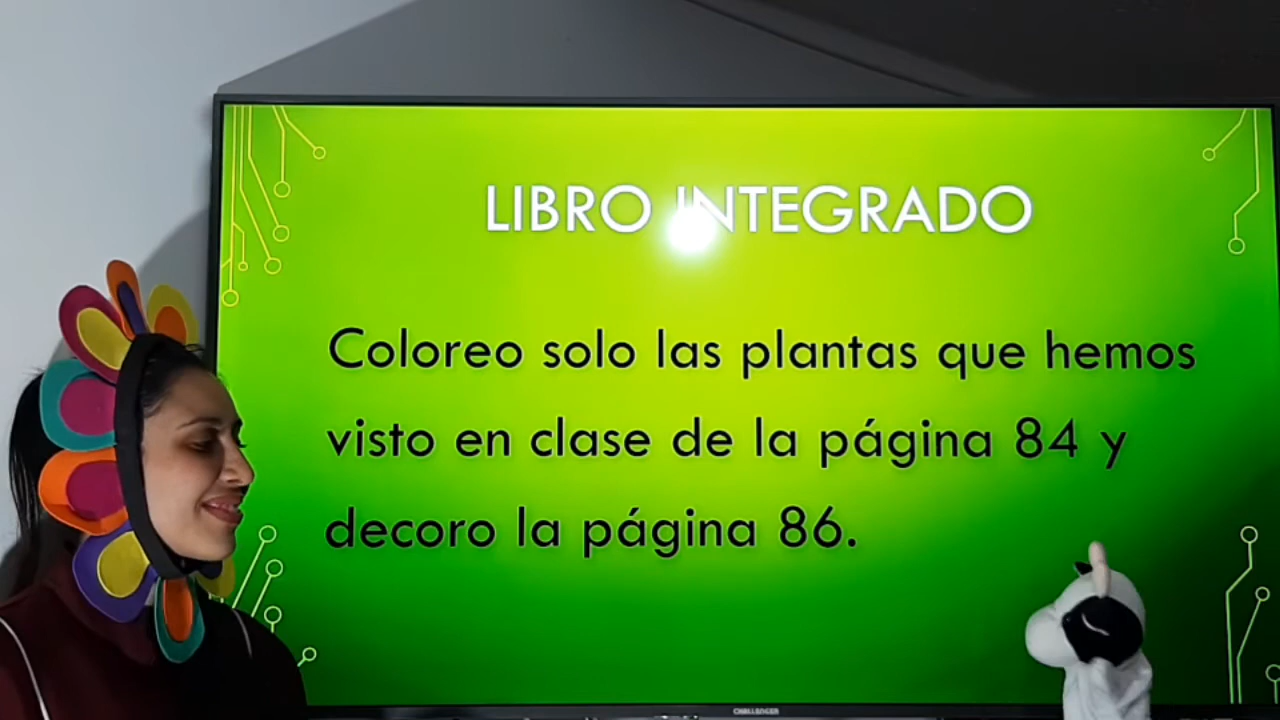 LIBRO INTEGRADO
Coloreo solo las plantas que hemos
visto en clase de la página 84 y
decoro la página 86.
CHALLENGER